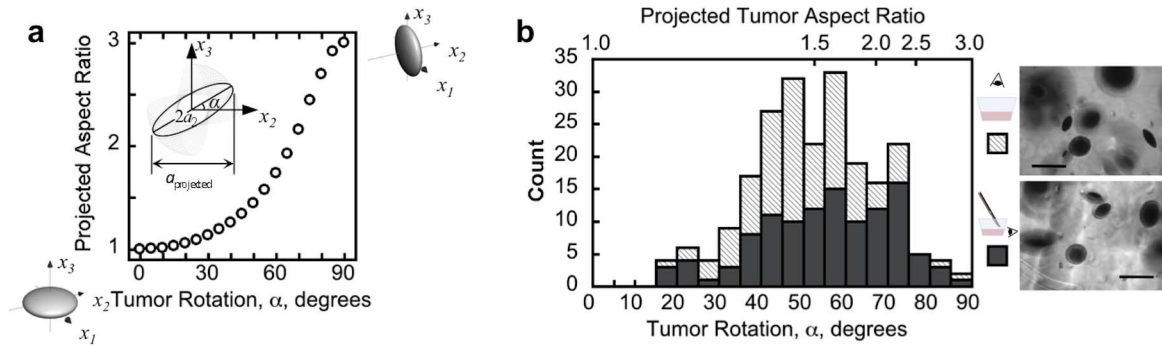 a
Projected Aspect Ratio
3
2
1
0
30
60
90
Tumor Rotation, α, degrees
x3
x2
α
2a2
aprojected
x3
x2
x1
x3
x2
x1
b
Projected Tumor Aspect Ratio
1.0 1.5 2.0 2.5 3.0
Count
35
30
25
20
15
10
5
0
0 10 20 30 40 50 60 70 80 90
Tumor Rotation, α, degrees